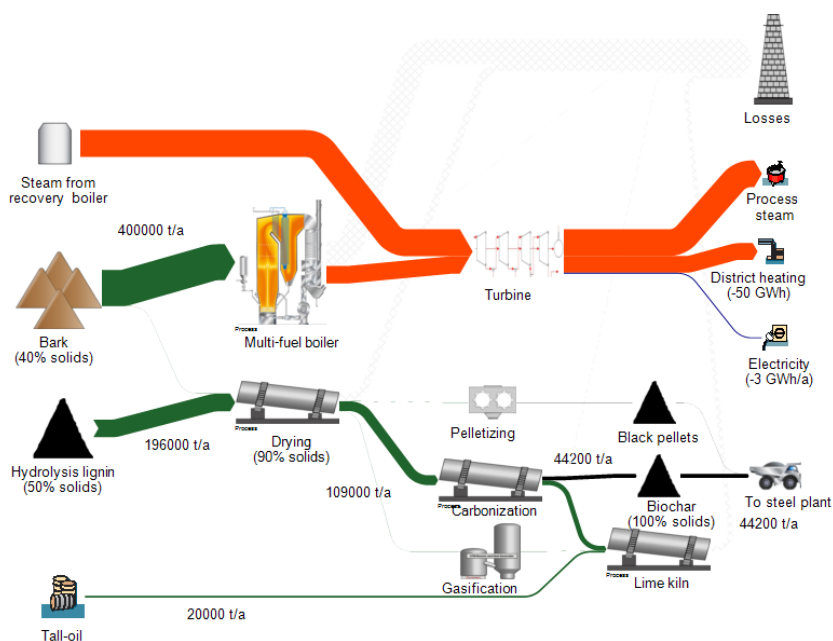 Losses
Steam from
recovery boiler
Process
steam
400000 t/a
District heating
(-50 GWh)
Turbine
Process
Multi-fuel boiler
Bark
(40% solids)
Electricity
(-3 GWh/a)
Process
Drying
(90% solids)
Pelletizing
Black pellets
196000 t/a
Hydrolysis lignin
(50% solids)
44200 t/a
109000 t/a
Process
Carbonization
Biochar
(100% solids)
To steel plant
44200 t/a
Gasification
Process
Lime kiln
20000 t/a
Tall-oil